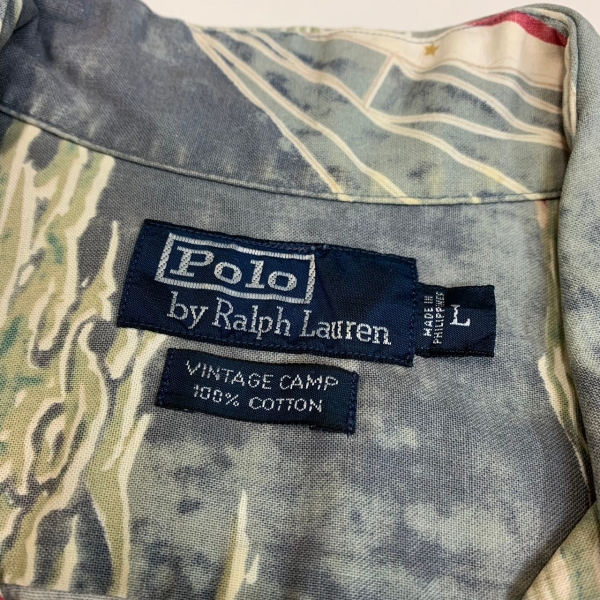 Polo
by Ralph Lauren
MADE IN
PHILIPPINES
L
VINTAGE CAMP
100% COTTON